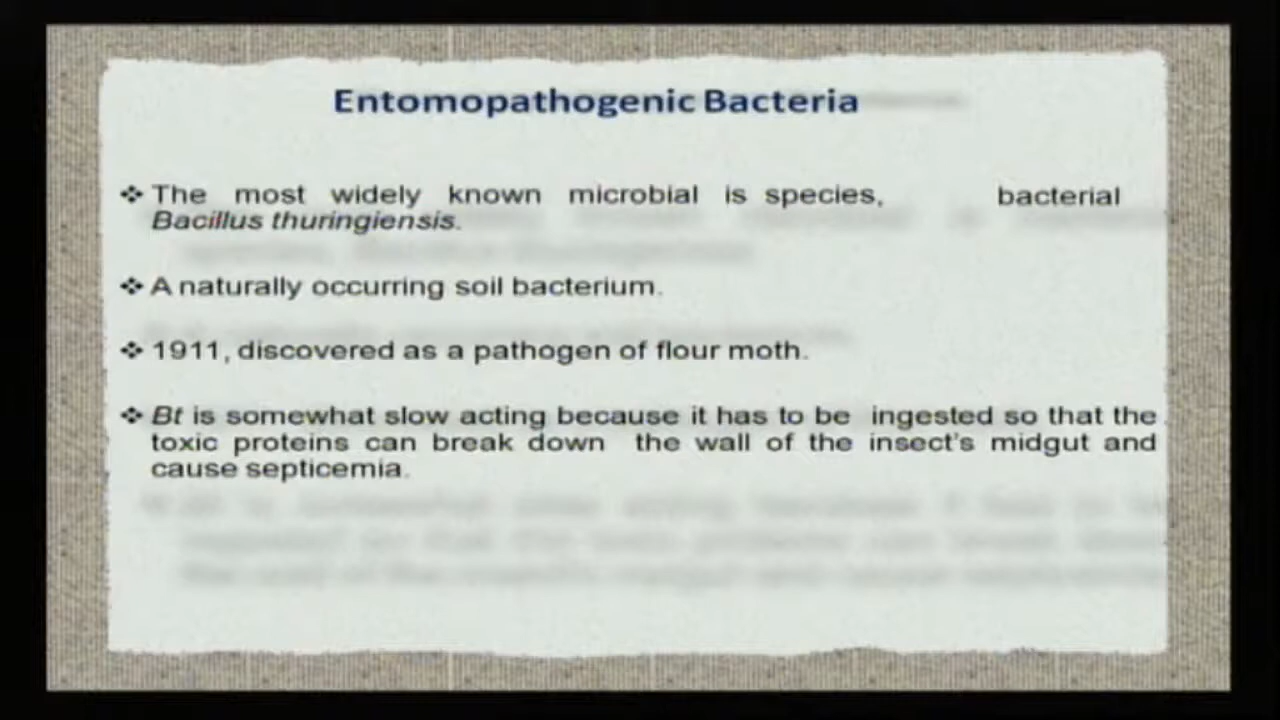 Entomopathogenic Bacteria
❖ The most widely known microbial is species, bacterial
Bacillus thuringiensis.
❖ A naturally occurring soil bacterium.
❖ 1911, discovered as a pathogen of flour moth.
❖ Bt is somewhat slow acting because it has to be ingested so that the
toxic proteins can break down the wall of the insect's midgut and
cause septicemia.